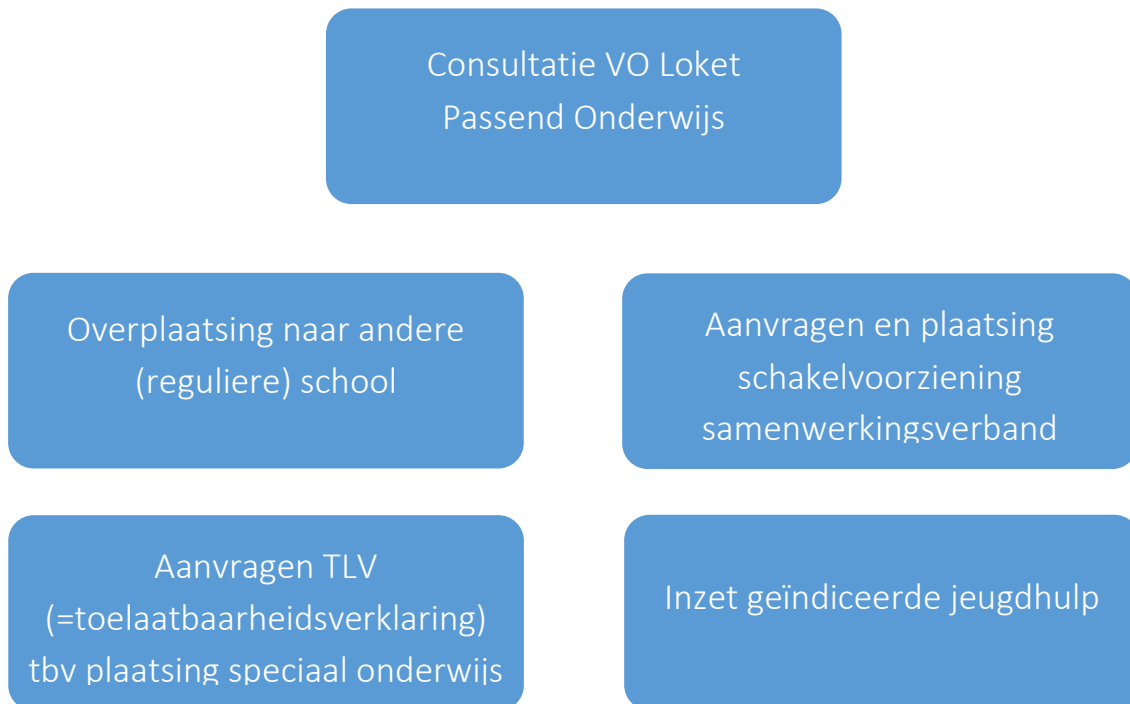 Consultatie VO Loket
Passend Onderwijs
Overplaatsing naar andere
(reguliere) school
Aanvragen en plaatsing
schakelvoorziening
samenwerkingsverband
Aanvragen TLV
(=toelaatbaarheidsverklaring)
tbv plaatsing speciaal onderwijs
Inzet geïndiceerde jeugdhulp